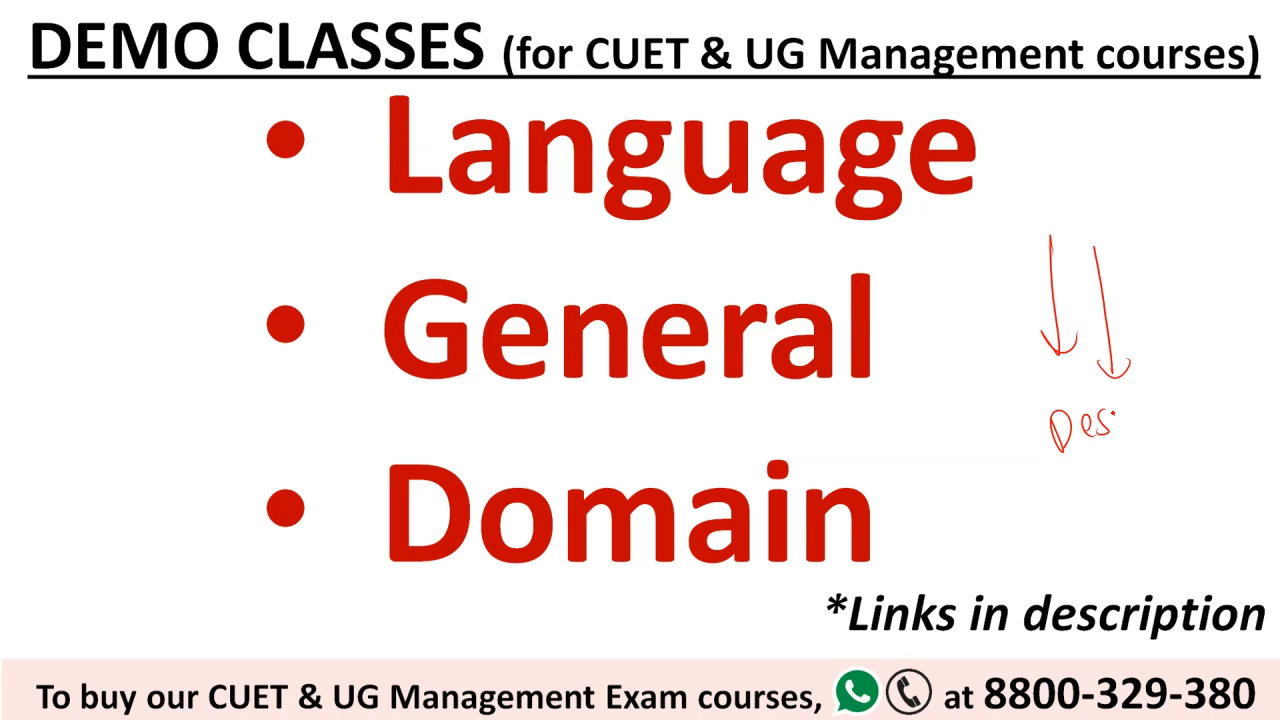 DEMO CLASSES (for CUET & UG Management courses)
• Language
• General
• Domain
Des
*Links in description
To buy our CUET & UG Management Exam courses, at 8800-329-380